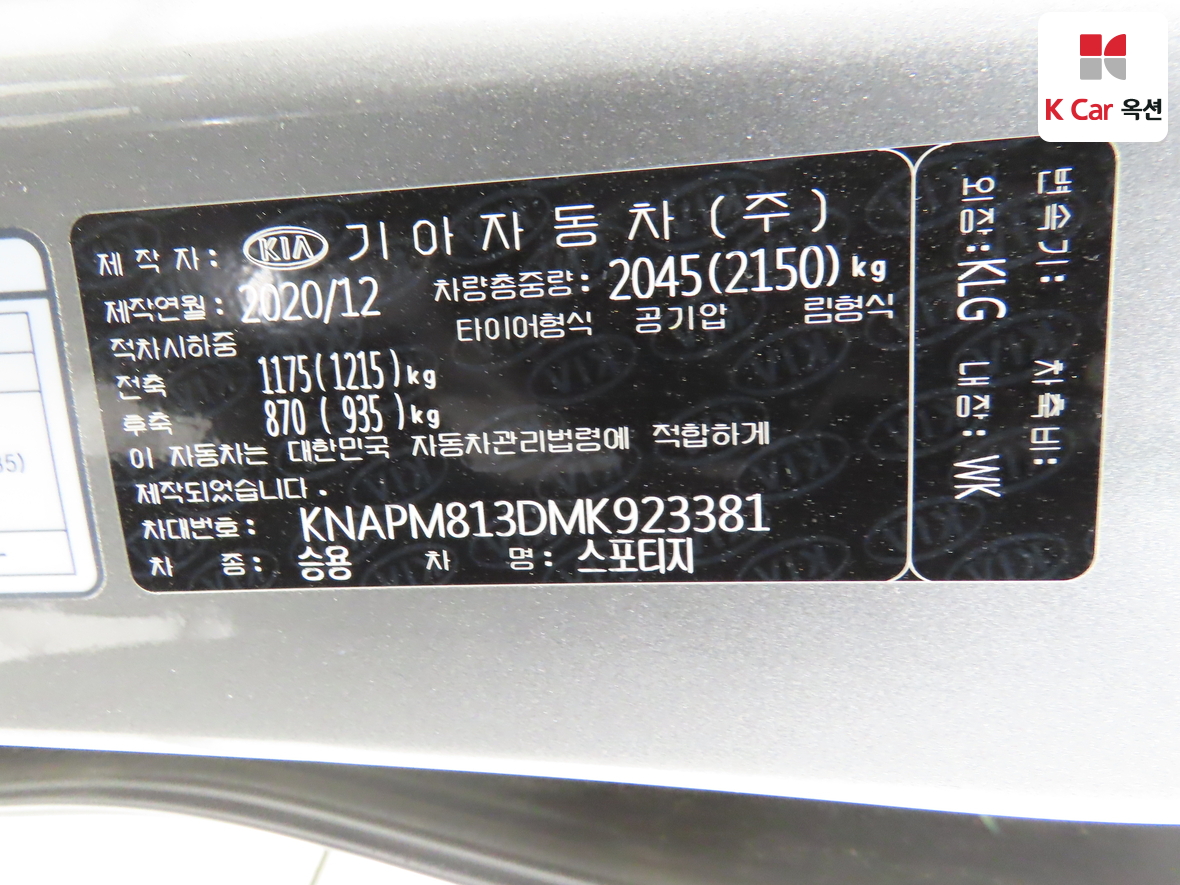 K Car 옥션
제 작 자 : KIA 기 아 자 동 차 ( 주 )
제작연월 : 2020/12 차량총중량 : 2045(2150) kg
적차시하중 타이어형식 공기압 림형식
전축 1175(1215)kg
후축 870 ( 935 )kg
이 자동차는 대한민국 자동차관리법령에 적합하게
제작되었습니다 .
차대번호 : KNAPM813DMK923381
차 종 : 승용 차 명 : 스포티지
변속기 : 차축비 :
외장 : KLG 내장 : WK